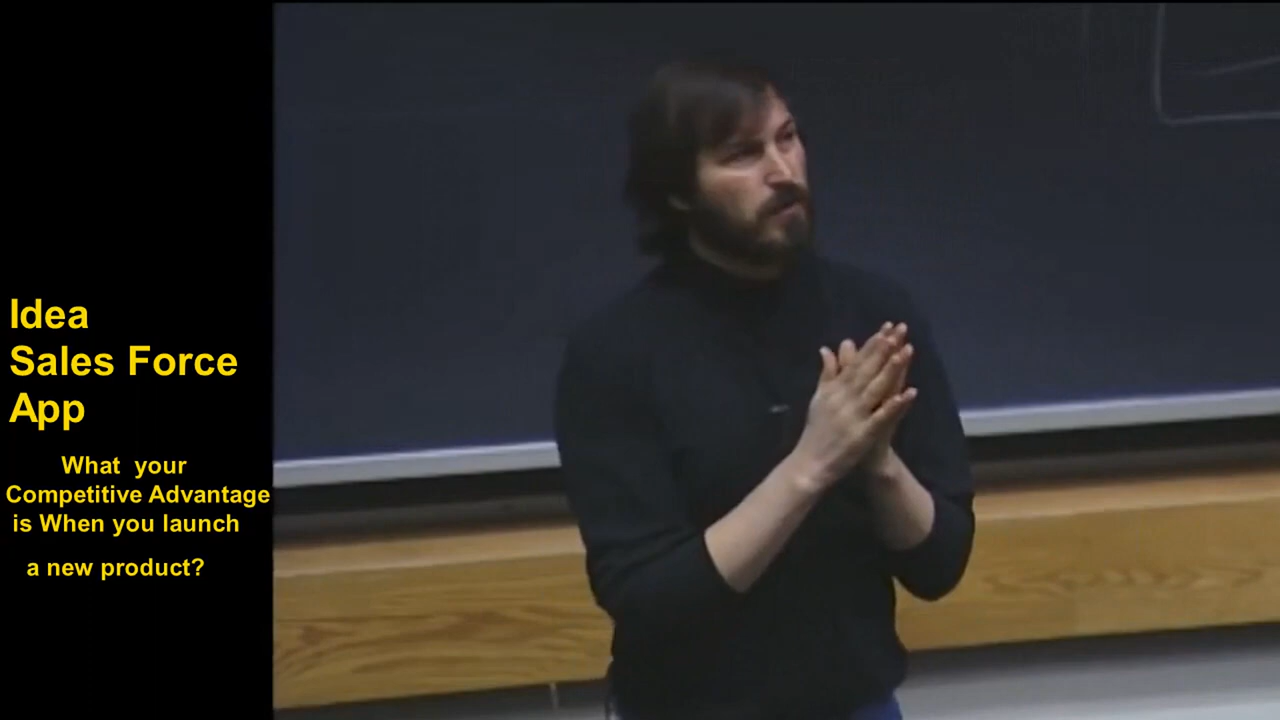 Idea
Sales Force
App
What your
Competitive Advantage
is When you launch
a new product?